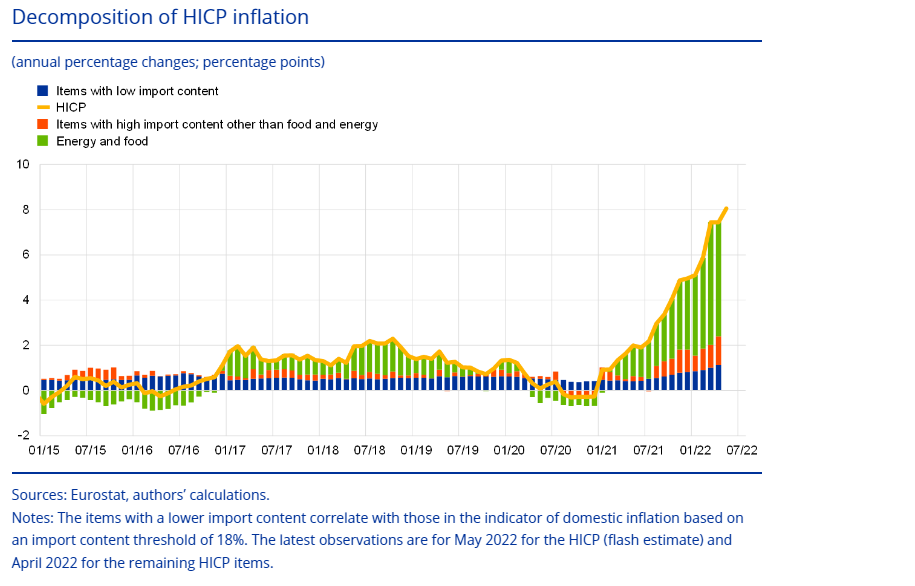 Decomposition of HICP inflation
(annual percentage changes; percentage points)
Items with low import content
HICP
Items with high import content other than food and energy
Energy and food
10
8
6
4
2
0
-2
01/15 07/15 01/16 07/16 01/17 07/17 01/18 07/18 01/19 07/19 01/20 07/20 01/21 07/21 01/22 07/22
Sources: Eurostat, authors’ calculations.
Notes: The items with a lower import content correlate with those in the indicator of domestic inflation based on
an import content threshold of 18%. The latest observations are for May 2022 for the HICP (flash estimate) and
April 2022 for the remaining HICP items.